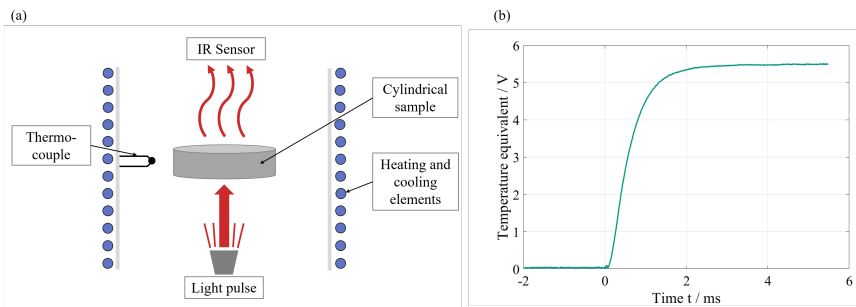 (a)
IR Sensor
Cylindrical
sample
Thermo-
couple
Heating and
cooling
elements
Light pulse
(b)
Temperature equivalent / V
6
5
4
3
2
1
0
-2
0
2
4
6
Time t / ms